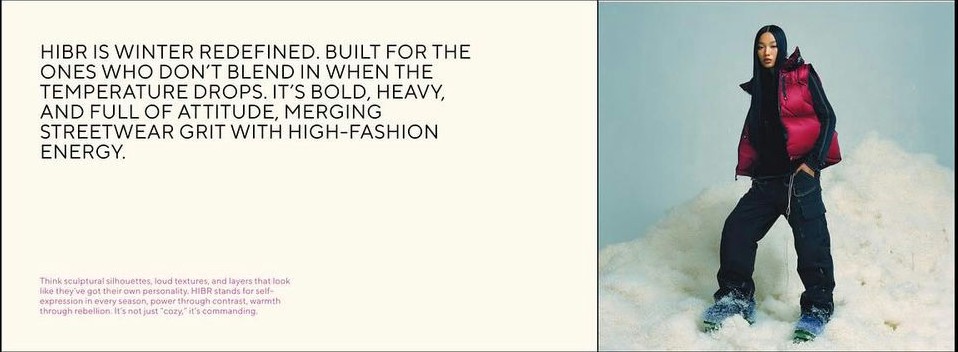 HIBR IS WINTER REDEFINED. BUILT FOR THE
ONES WHO DON'T BLEND IN WHEN THE
TEMPERATURE DROPS. IT'S BOLD, HEAVY,
AND FULL OF ATTITUDE, MERGING
STREETWEAR GRIT WITH HIGH-FASHION
ENERGY.
Think sculptural silhouettes, loud textures, and layers that look
like they've got their own personality. HIBR stands for self-
expression in every season, power through contrast, warmth
through rebellion. It's not just "cozy," it's commanding.